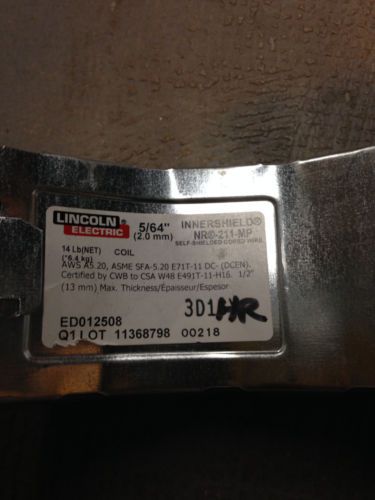 LINCOLN ELECTRIC
5/64"
(2.0 mm)
INNERSHIELD®
NR®-211-MP
SELF-SHIELDED CORED WIRE
14 Lb(NET) COIL
(*6.4 kg)
AWS A5.20, ASME SFA-5.20 E71T-11 DC- (DCEN).
Certified by CWB to CSA W48 E491T-11-H16. 1/2"
(13 mm) Max. Thickness/Épaisseur/Espesor
3D1HR
ED012508
Q1 LOT 11368798 00218